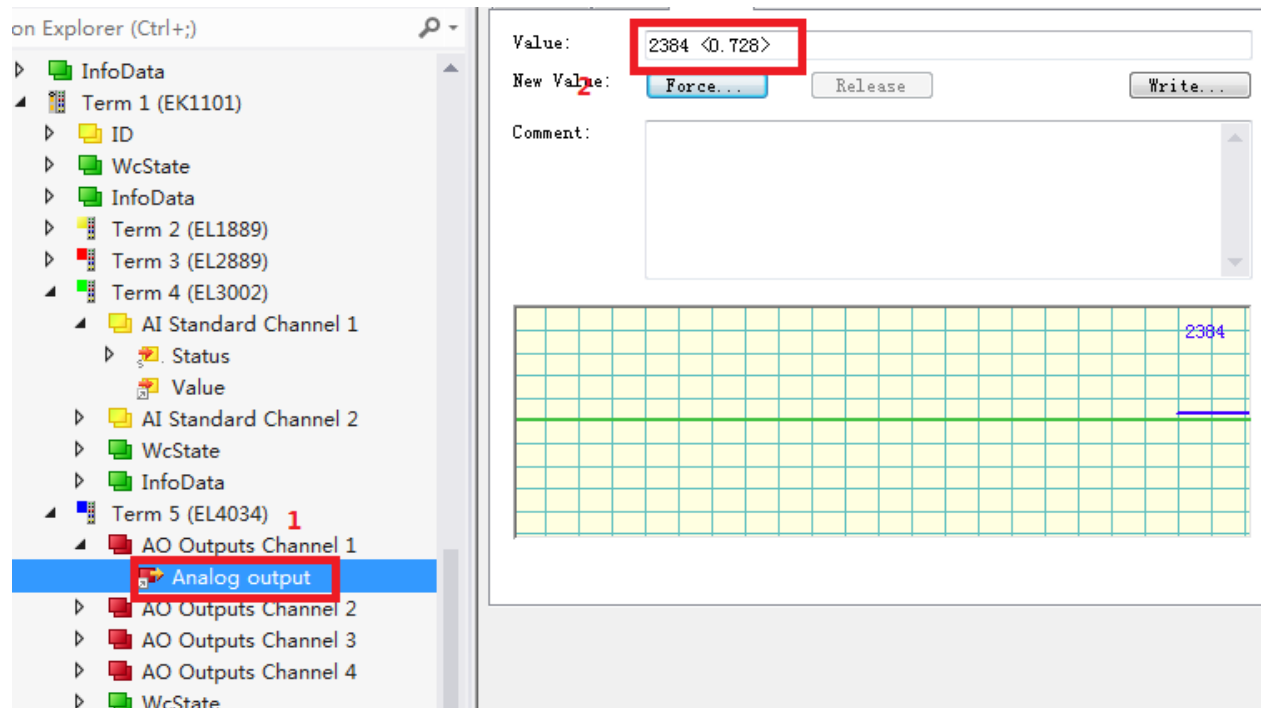 on Explorer (Ctrl+;)
InfoData
Term 1 (EK1101)
ID
WcState
InfoData
Term 2 (EL1889)
Term 3 (EL2889)
Term 4 (EL3002)
AI Standard Channel 1
Status
Value
AI Standard Channel 2
WcState
InfoData
Term 5 (EL4034)
1
AO Outputs Channel 1
Analog output
AO Outputs Channel 2
AO Outputs Channel 3
AO Outputs Channel 4
WcState
Value:
2384 <0.728>
New Value:
2
Force...
Release
Write...
Comment:
2384